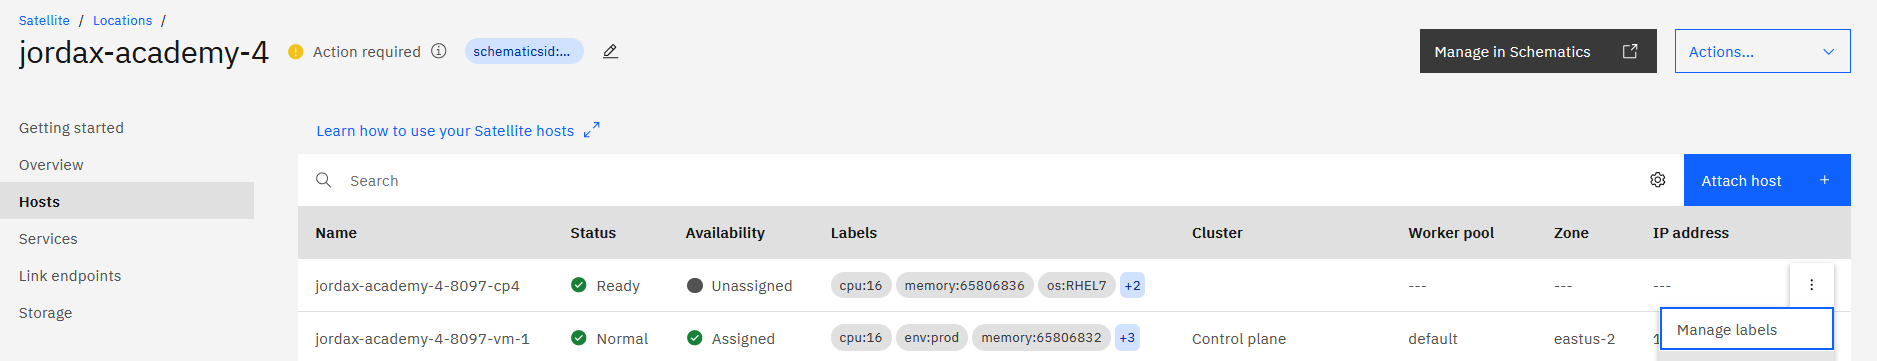 Satellite / Locations /
jordax-academy-4 Action required schematicsid:... Manage in Schematics Actions...
Getting started
Overview
Hosts
Services
Link endpoints
Storage
Learn how to use your Satellite hosts
Search Attach host +
Name Status Availability Labels Cluster Worker pool Zone IP address
jordax-academy-4-8097-cp4 Ready Unassigned cpu:16 memory:65806836 os:RHEL7 +2 --- --- ---
jordax-academy-4-8097-vm-1 Normal Assigned cpu:16 env:prod memory:65806832 +3 Control plane default eastus-2
Manage labels